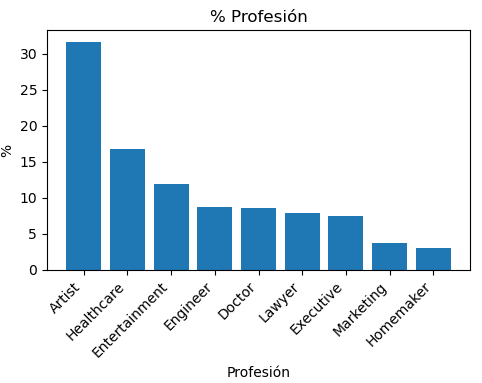 % Profesión
%
30
25
20
15
10
5
0
Artist
Healthcare
Entertainment
Engineer
Doctor
Lawyer
Executive
Marketing
Homemaker
Profesión